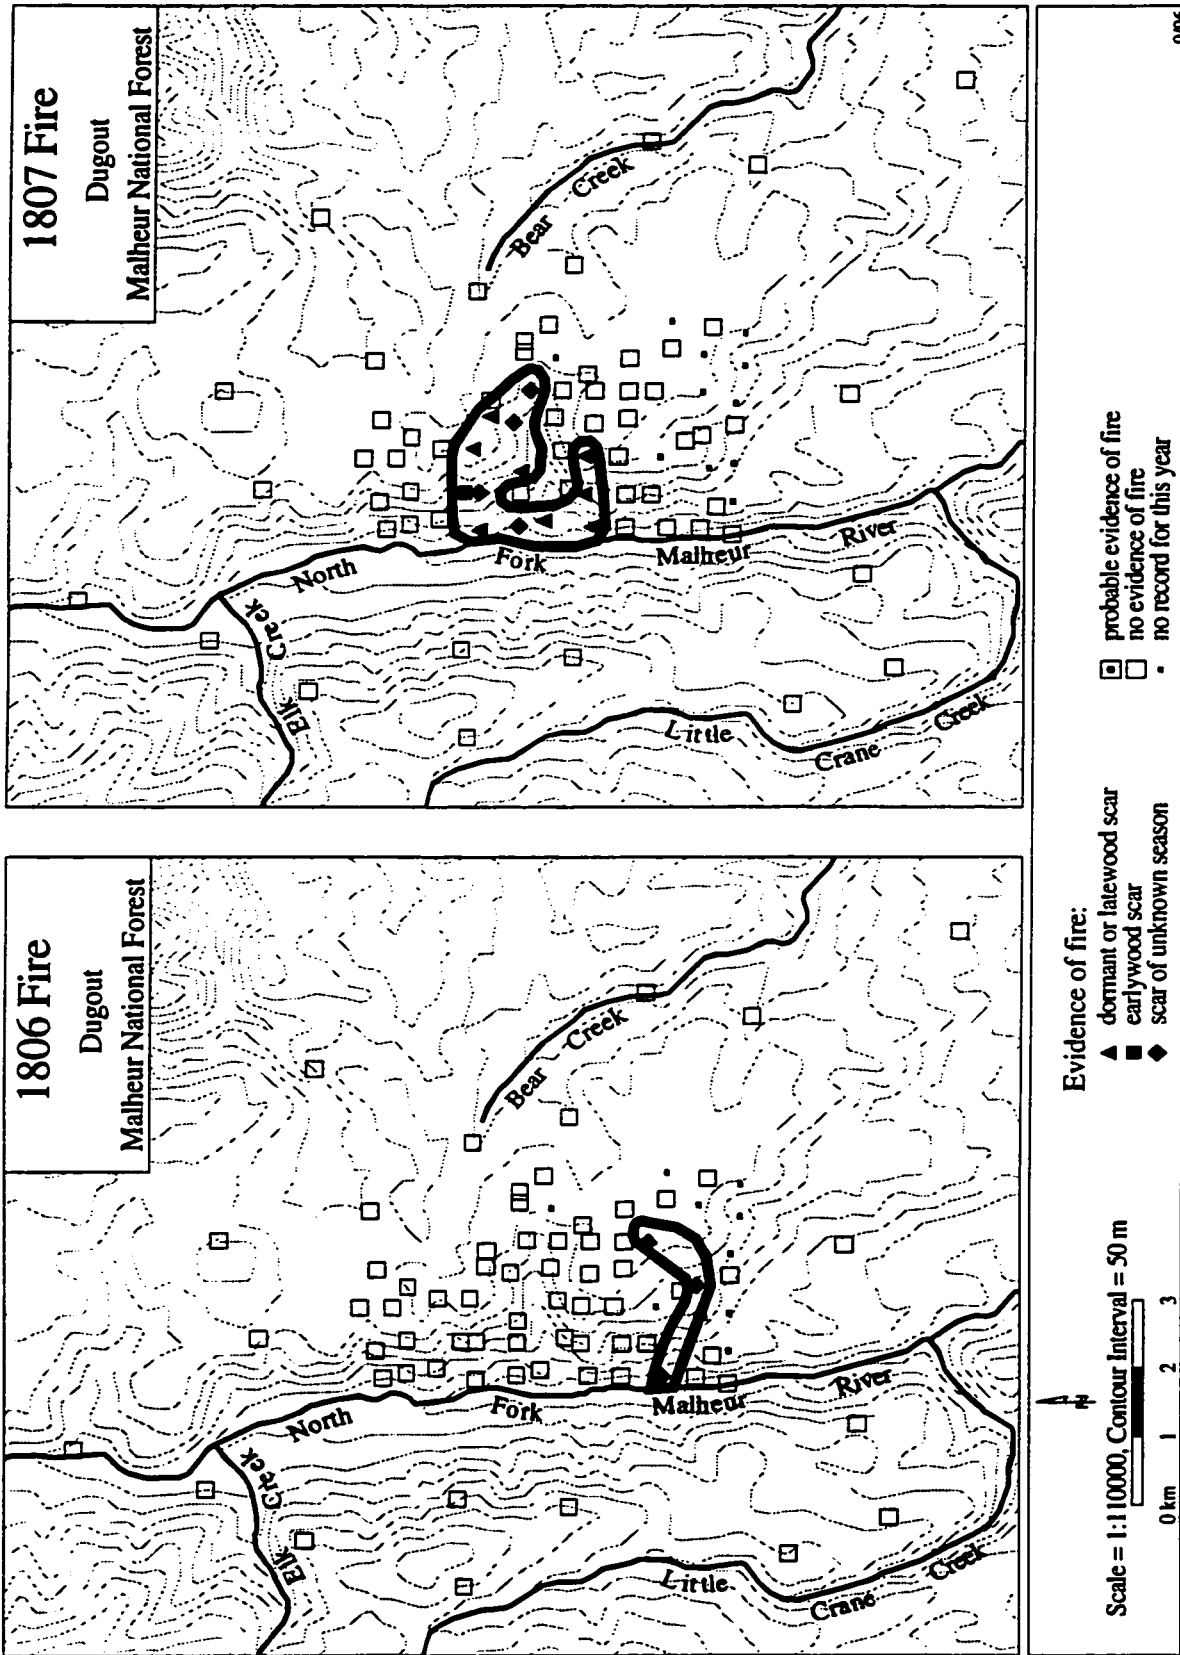 1806 Fire
Dugout
Malheur National Forest
Elk
Creek
North
Fork
Malheur
River
Little
Crane
Creek
Bear
Creek
1807 Fire
Dugout
Malheur National Forest
Elk
Creek
North
Fork
Malheur
River
Little
Crane
Creek
Bear
Creek
Scale = 1:110000, Contour Interval = 50 m
0 km 1 2 3
N
Evidence of fire:
dormant or latewood scar
earlywood scar
scar of unknown season
probable evidence of fire
no evidence of fire
no record for this year